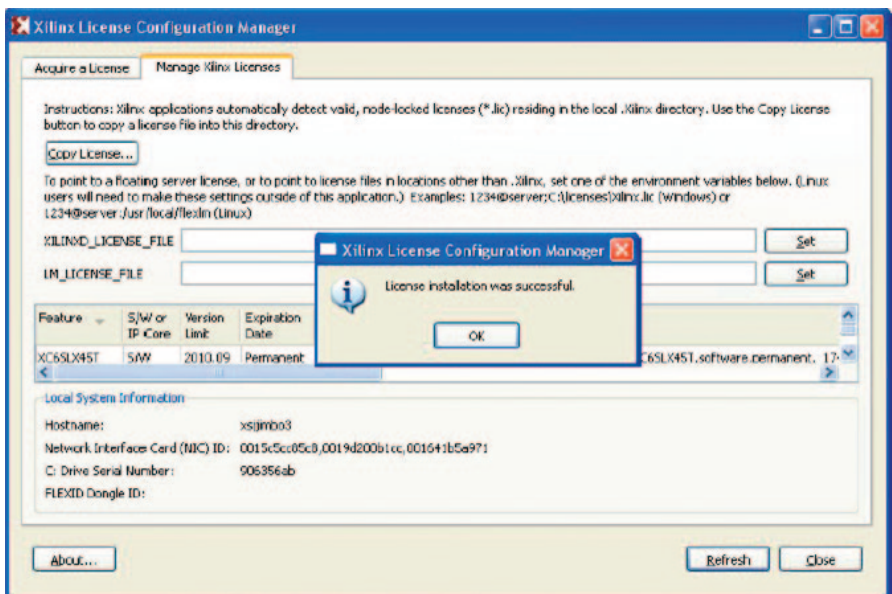 Xilinx License Configuration Manager
Acquire a License
Manage Xilinx Licenses
Instructions: Xilinx applications automatically detect valid, node-locked licenses (*.lic) residing in the local .Xilinx directory. Use the Copy License
button to copy a license file into this directory.
Copy License...
To point to a floating server license, or to point to license files in locations other than .Xilinx, set one of the environment variables below. (Linux
users will need to make these settings outside of this application.) Examples: 1234@server;C:\licenses\Xilinx.lic (Windows) or
1234@server:/usr/local/flexlm (Linux)
XILINXD_LICENSE_FILE
Set
LM_LICENSE_FILE
Set
Xilinx License Configuration Manager
License installation was successful.
OK
Feature
S/W or
IP Core
Version
Limit
Expiration
Date
XC6SLX45T S/W 2010.09 Permanent
C6SLX45T.software.permanent. 17
Local System Information
Hostname: xsjjimbo3
Network Interface Card (NIC) ID: 0015c5cc05c8,0019d200b1cc,001641b5a971
C: Drive Serial Number: 906356ab
FLEXID Dongle ID:
About...
Refresh
Close